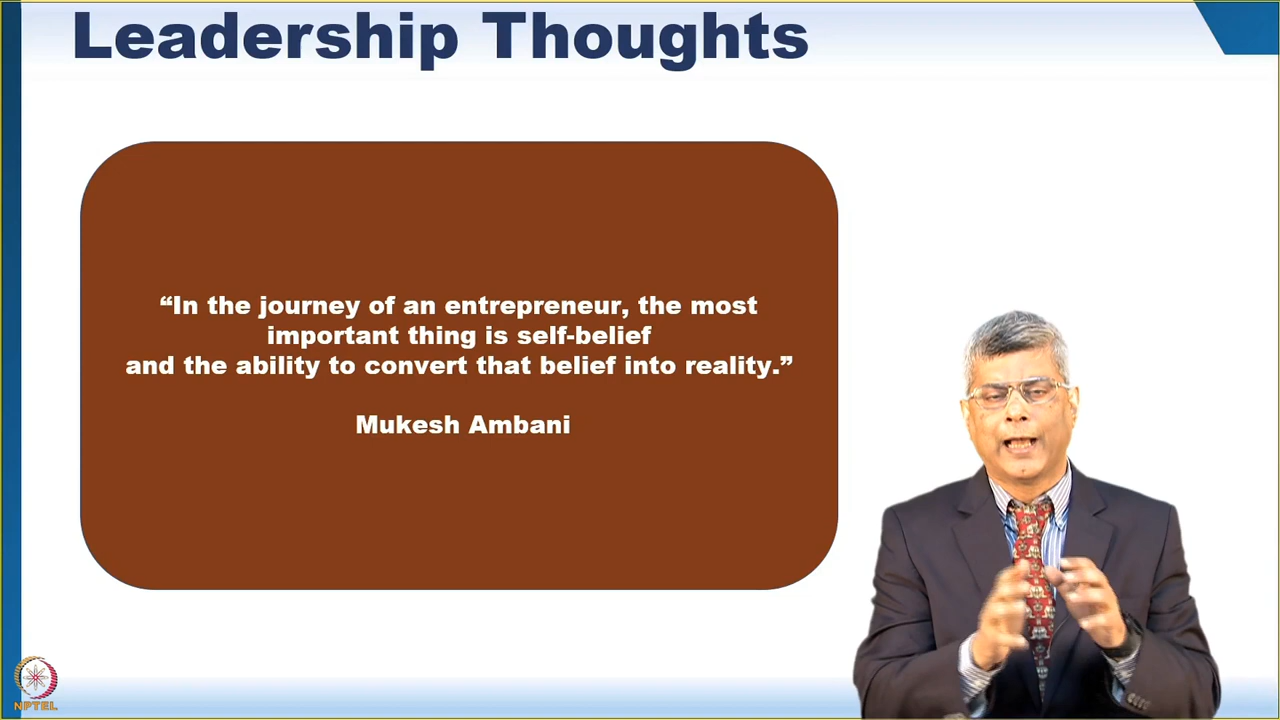 Leadership Thoughts
“In the journey of an entrepreneur, the most
important thing is self-belief
and the ability to convert that belief into reality.”
Mukesh Ambani
NPTEL